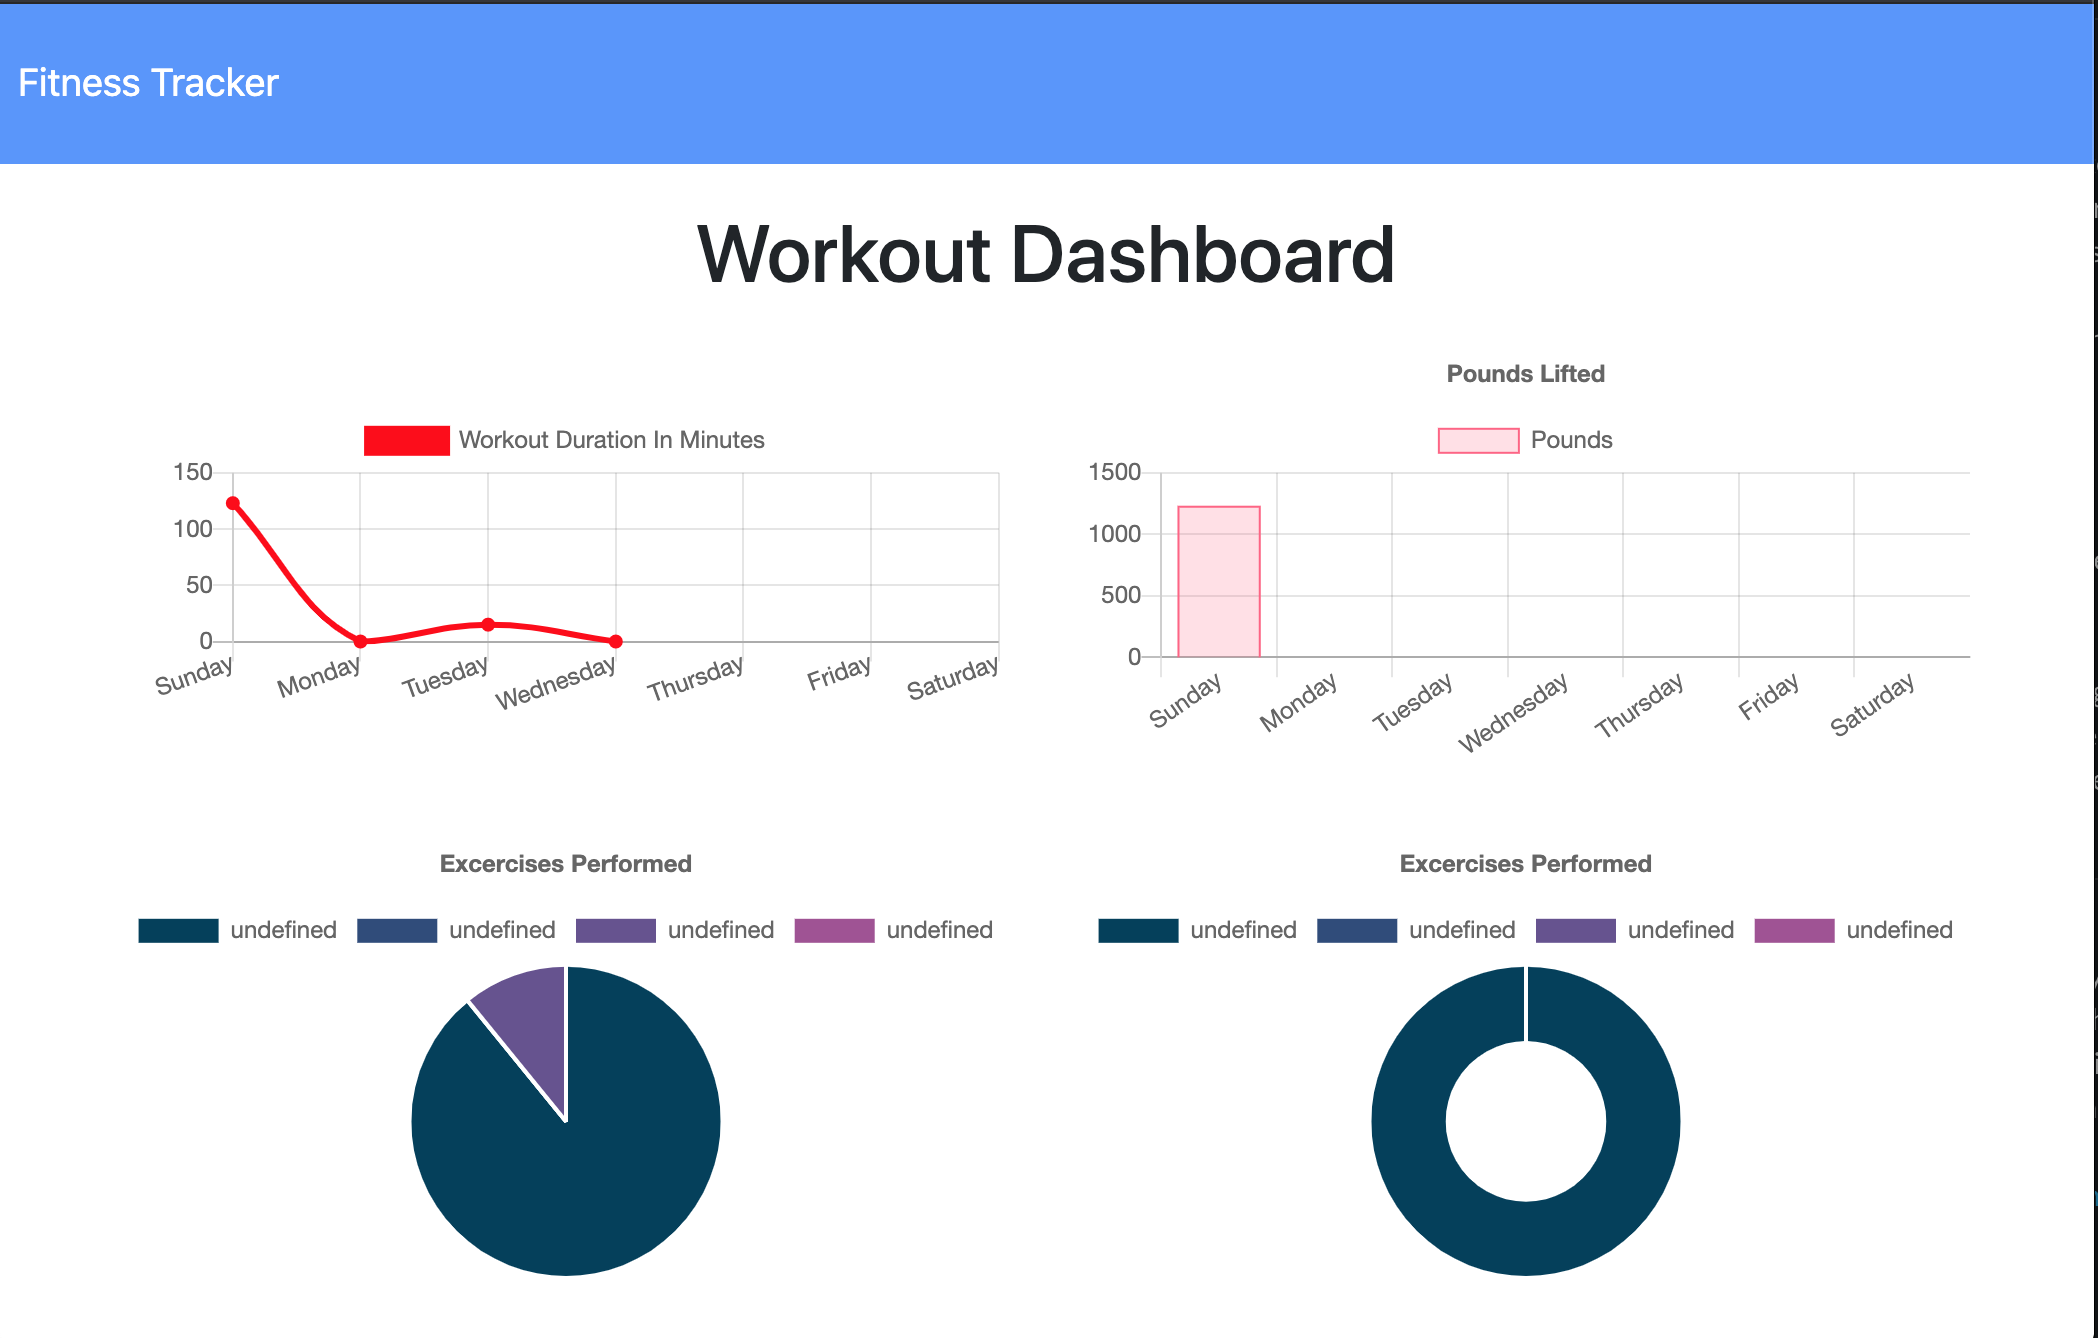 Fitness Tracker
Workout Dashboard
Workout Duration In Minutes
150
100
50
0
Sunday Monday Tuesday Wednesday Thursday Friday Saturday
Pounds Lifted
Pounds
1500
1000
500
0
Sunday Monday Tuesday Wednesday Thursday Friday Saturday
Excercises Performed
undefined undefined undefined undefined
Excercises Performed
undefined undefined undefined undefined